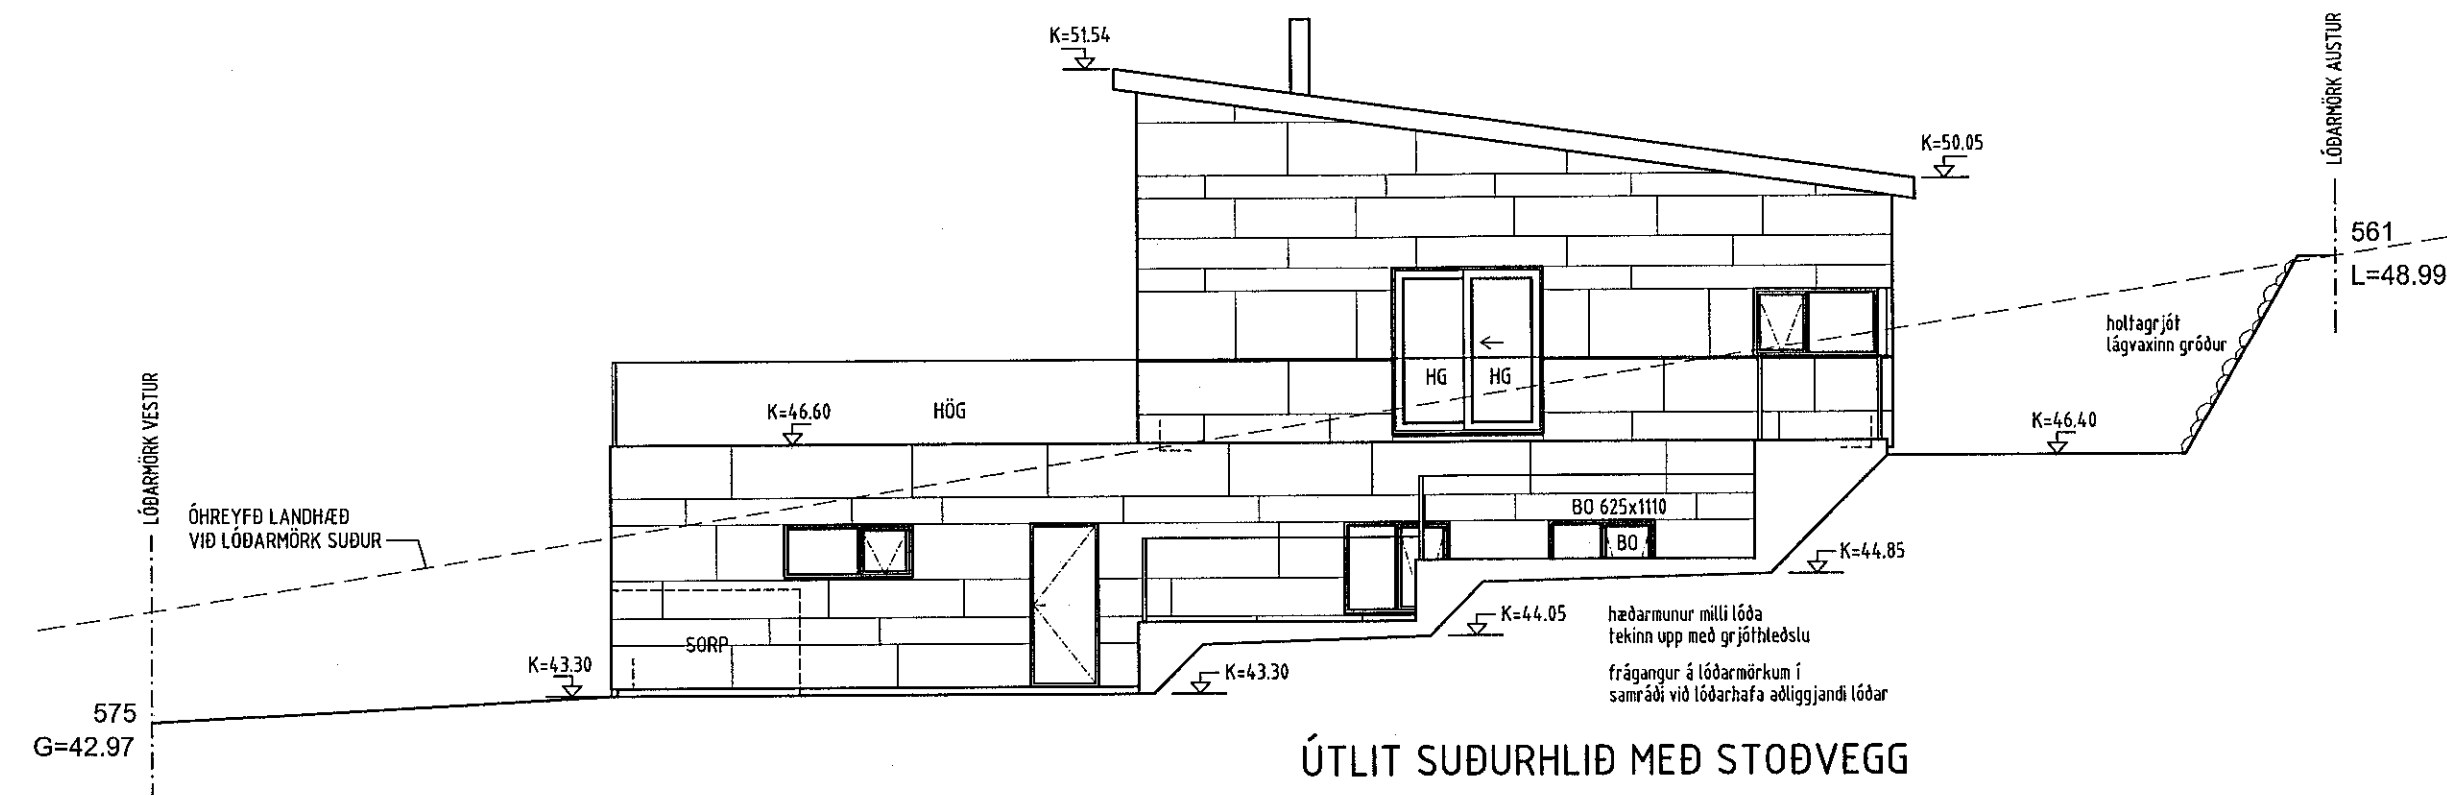 K=51.54
LÓÐARMÖRK AUSTUR
K=50.05
561
L=48.99
holtagrjót
lágvaxinn gróður
LÓÐARMÖRK VESTUR
HG
HG
K=46.60
HÖG
K=46.40
ÓHREYFÐ LANDHÆÐ
VIÐ LÓÐARMÖRK SUÐUR
BO 625x1110
BO
K=44.85
K=44.05
hæðarmunur milli lóða
tekinn upp með grjóthleðslu
SORP
K=43.30
K=43.30
frágangur á lóðarmörkum í
samráði við lóðarhafa aðliggjandi lóðar
575
G=42.97
ÚTLIT SUÐURHLIÐ MEÐ STOÐVEGG